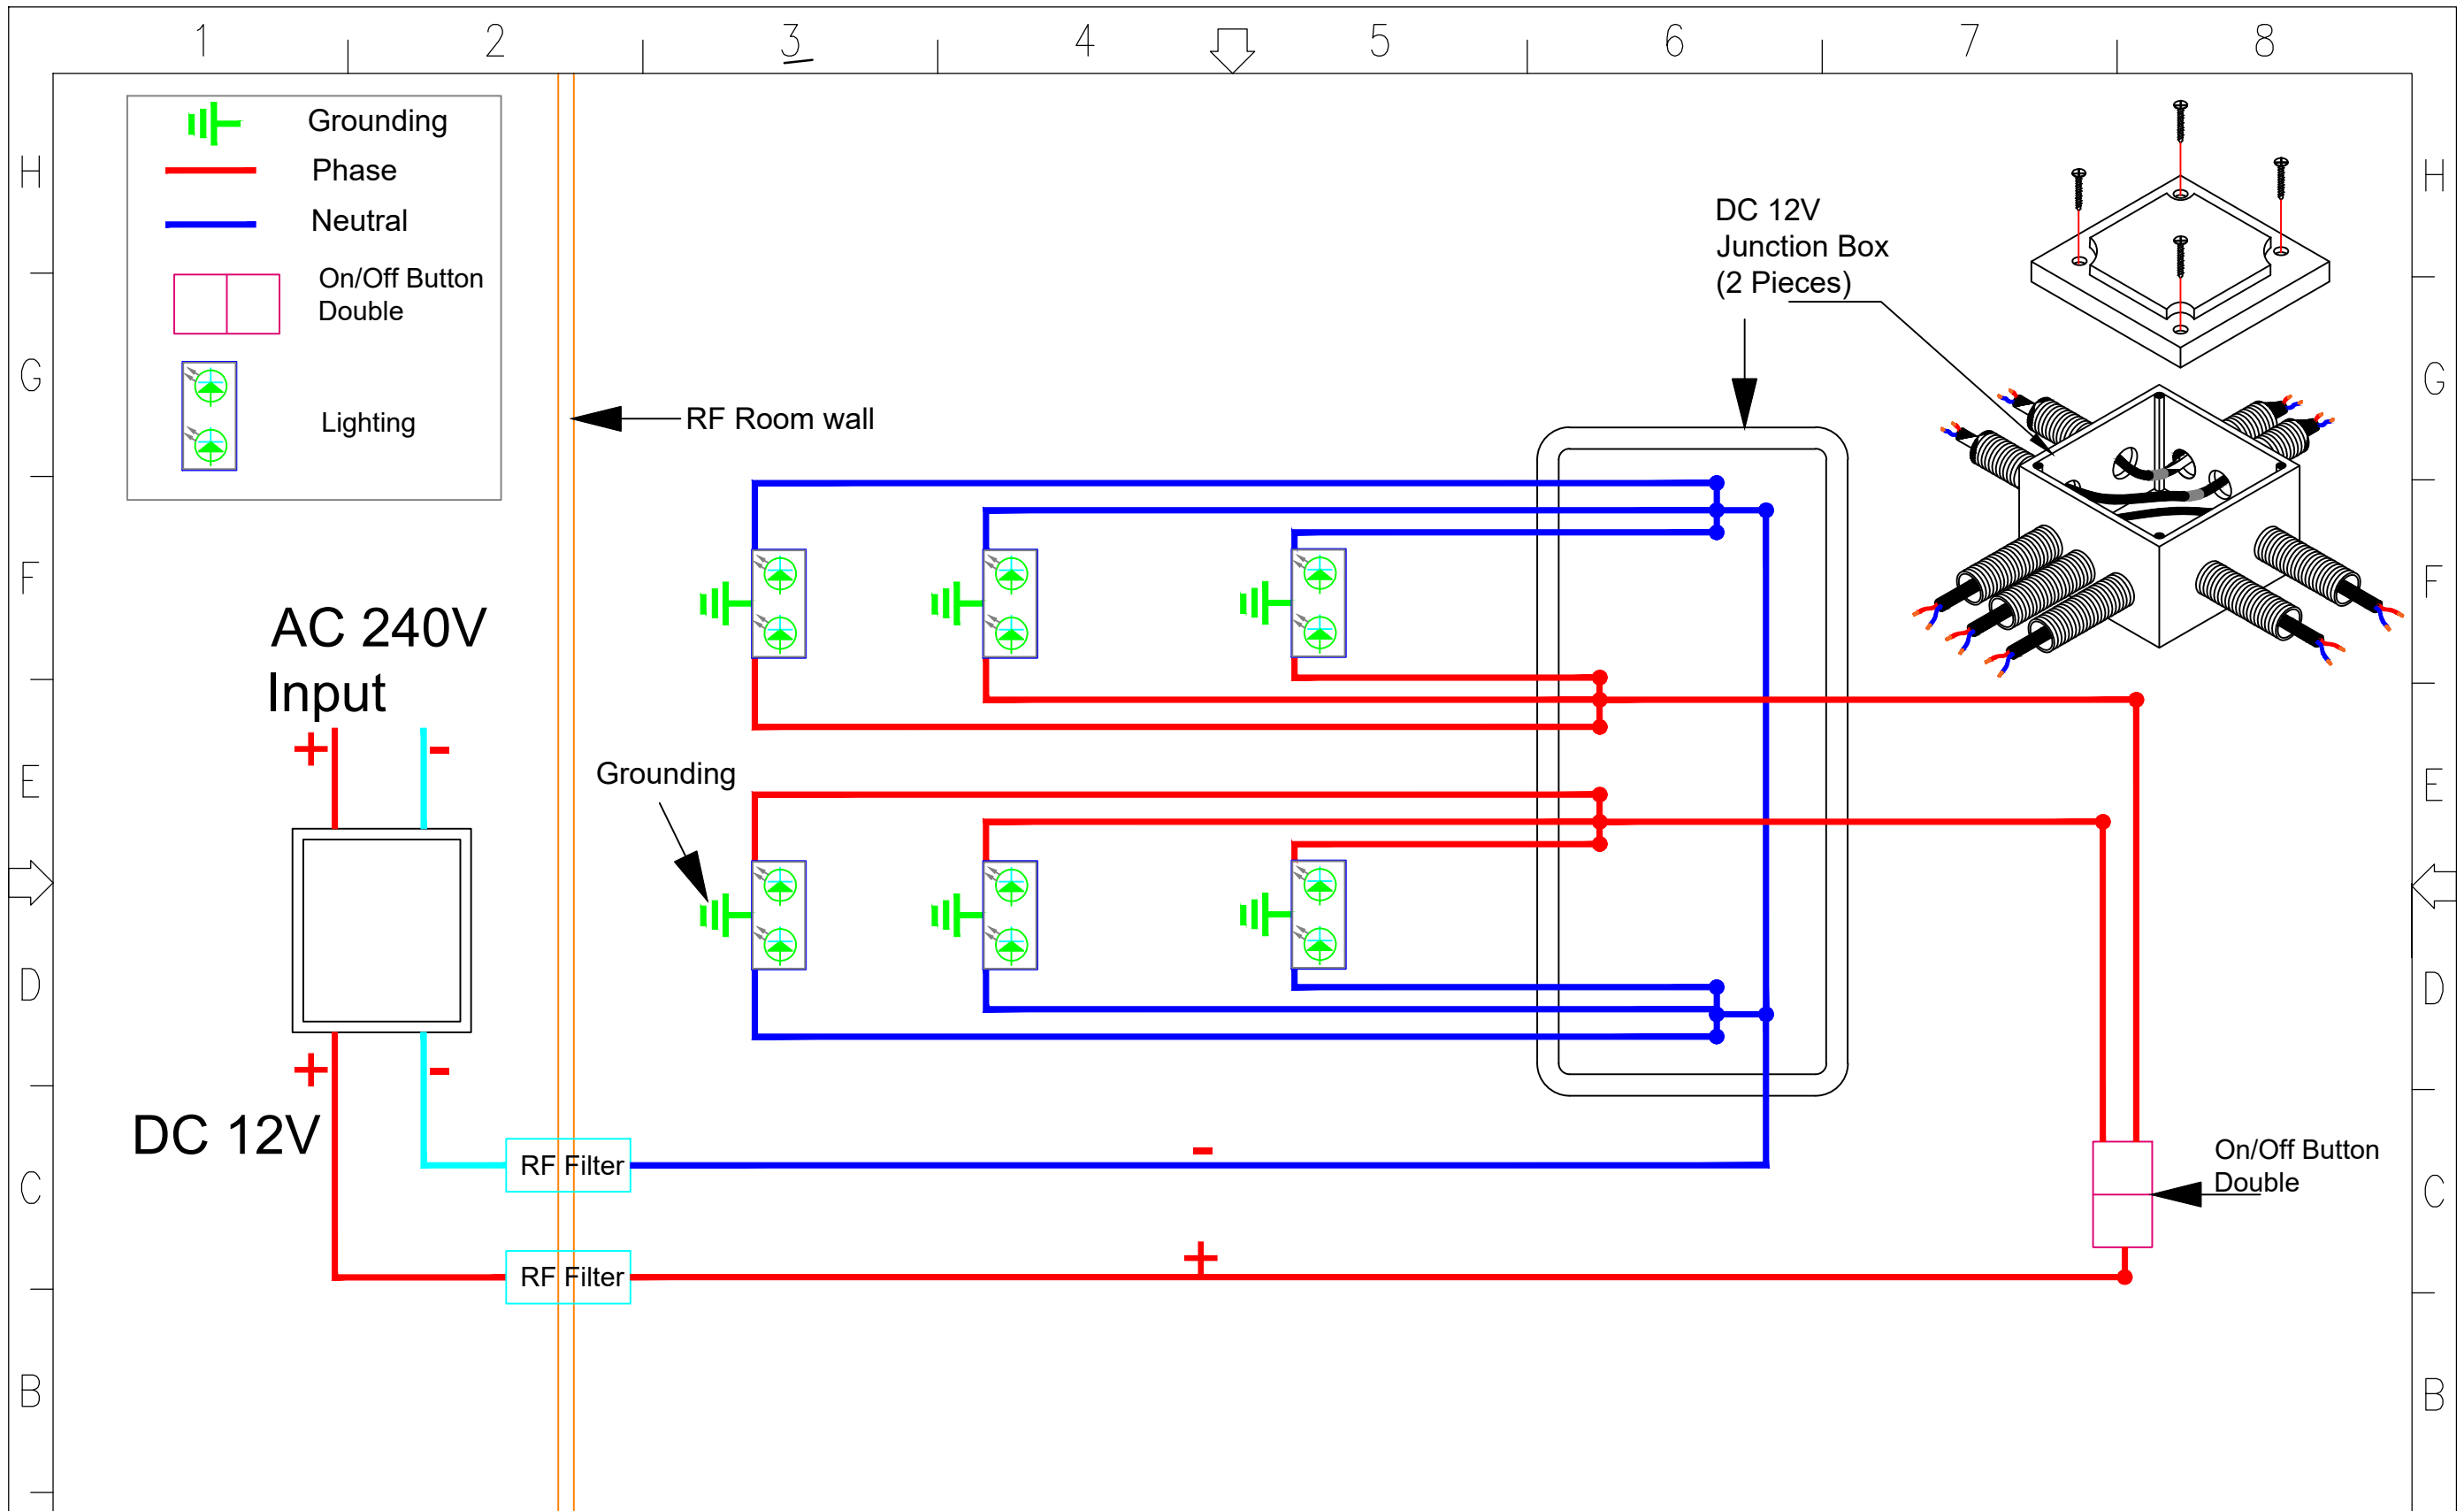 1 2 3 4 5 6 7 8
Grounding
Phase
Neutral
On/Off Button
Double
Lighting
H
G
F
E
D
C
B
H
G
F
E
D
C
B
RF Room wall
DC 12V
Junction Box
(2 Pieces)
AC 240V
Input
+ -
+ -
DC 12V
Grounding
RF Filter
-
RF Filter
+
On/Off Button
Double